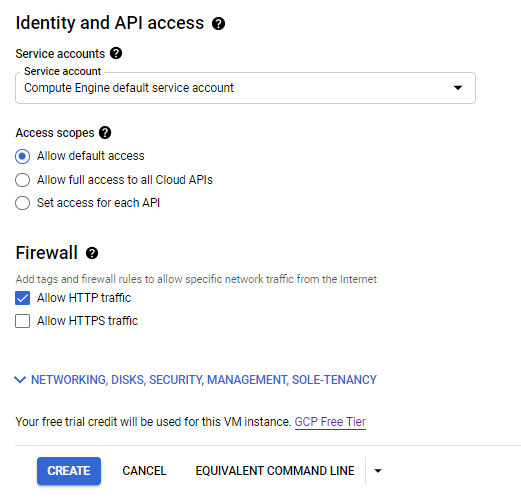 Identity and API access
Service accounts
Service account
Compute Engine default service account
Access scopes
Allow default access
Allow full access to all Cloud APIs
Set access for each API
Firewall
Add tags and firewall rules to allow specific network traffic from the Internet
Allow HTTP traffic
Allow HTTPS traffic
NETWORKING, DISKS, SECURITY, MANAGEMENT, SOLE-TENANCY
Your free trial credit will be used for this VM instance. GCP Free Tier
CREATE CANCEL EQUIVALENT COMMAND LINE